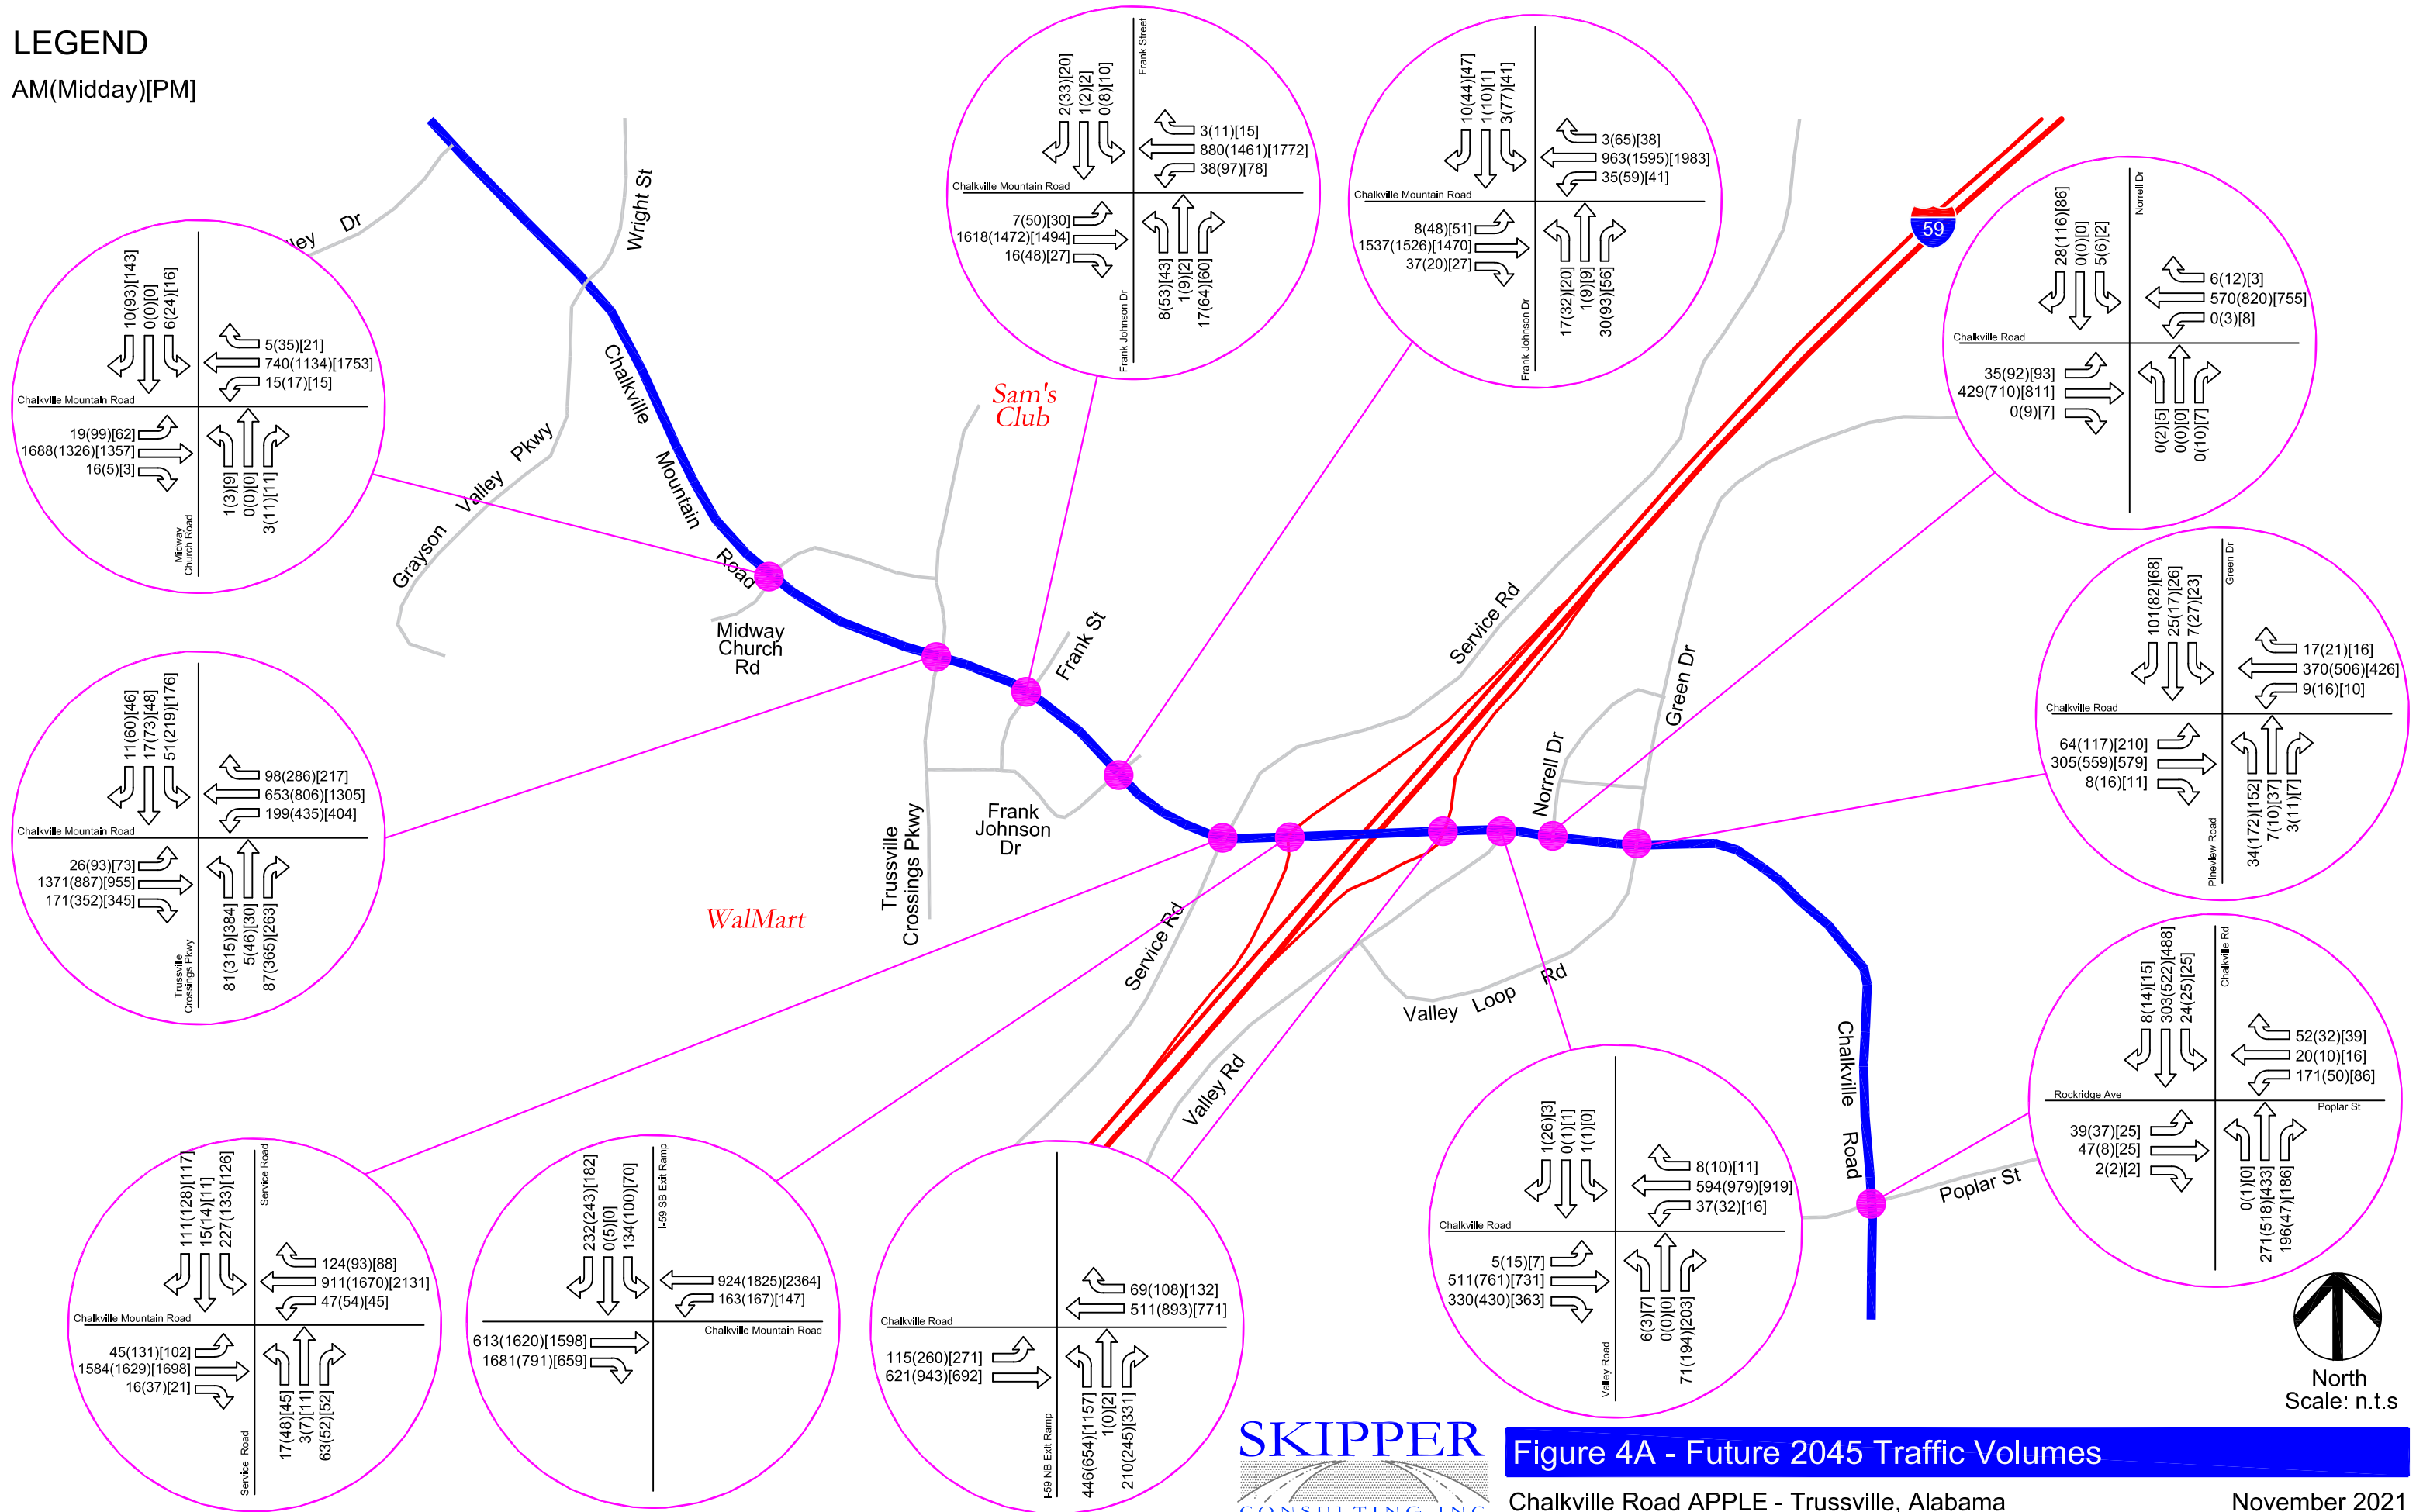 LEGEND
AM(Midday)[PM]
10(93)[143]
0(0)[0]
6(24)[16]
5(35)[21]
740(1134)[1753]
15(17)[15]
Chalkville Mountain Road
19(99)[62]
1688(1326)[1357]
16(5)[3]
1(3)[9]
0(0)[0]
3(11)[11]
Midway
Church Road
2(33)[20]
1(2)[2]
0(8)[10]
Frank Street
3(11)[15]
880(1461)[1772]
38(97)[78]
Chalkville Mountain Road
7(50)[30]
1618(1472)[1494]
16(48)[27]
8(53)[43]
1(9)[2]
17(64)[60]
Frank Johnson Dr
10(44)[47]
1(10)[1]
3(77)[41]
3(65)[38]
963(1595)[1983]
35(59)[41]
Chalkville Mountain Road
8(48)[51]
1537(1526)[1470]
37(20)[27]
17(32)[20]
1(9)[9]
30(93)[56]
Frank Johnson Dr
28(116)[86]
0(0)[0]
5(6)[2]
Norrell Dr
6(12)[3]
570(820)[755]
0(3)[8]
Chalkville Road
35(92)[93]
429(710)[811]
0(9)[7]
0(2)[5]
0(0)[0]
0(10)[7]
101(82)[68]
25(17)[26]
7(27)[23]
Green Dr
17(21)[16]
370(506)[426]
9(16)[10]
Chalkville Road
64(117)[210]
305(559)[579]
8(16)[11]
34(172)[152]
7(10)[37]
3(11)[7]
Pineview Road
11(60)[46]
17(73)[48]
51(219)[176]
98(286)[217]
653(806)[1305]
199(435)[404]
Chalkville Mountain Road
26(93)[73]
1371(887)[955]
171(352)[345]
81(315)[384]
5(46)[30]
87(365)[263]
Trussville
Crossings Pkwy
8(14)[15]
303(522)[488]
24(25)[25]
Chalkville Rd
52(32)[39]
20(10)[16]
171(50)[86]
Rockridge Ave
Poplar St
39(37)[25]
47(8)[25]
2(2)[2]
0(1)[0]
271(518)[433]
196(47)[186]
111(128)[117]
15(14)[11]
227(133)[126]
Service Road
124(93)[88]
911(1670)[2131]
47(54)[45]
Chalkville Mountain Road
45(131)[102]
1584(1629)[1698]
16(37)[21]
17(48)[45]
3(7)[11]
63(52)[52]
Service Road
232(243)[182]
0(5)[0]
134(100)[70]
I-59 SB Exit Ramp
924(1825)[2364]
163(167)[147]
Chalkville Mountain Road
613(1620)[1598]
1681(791)[659]
69(108)[132]
511(893)[771]
Chalkville Road
115(260)[271]
621(943)[692]
446(654)[1157]
1(0)[2]
210(245)[331]
I-59 NB Exit Ramp
1(26)[3]
0(1)[1]
1(1)[0]
8(10)[11]
594(979)[919]
37(32)[16]
Chalkville Road
5(15)[7]
511(761)[731]
330(430)[363]
6(3)[7]
0(0)[0]
71(194)[203]
Valley Road
ley Dr
Wright St
Chalkville Mountain Road
Grayson Valley Pkwy
Sam's
Club
59
Midway
Church
Rd
Frank St
Service Rd
Green Dr
Norrell Dr
Frank
Johnson
Dr
Trussville
Crossings Pkwy
WalMart
Service Rd
Valley Loop Rd
Valley Rd
Chalkville Road
Poplar St
North
Scale: n.t.s
SKIPPER
CONSULTING INC
Figure 4A - Future 2045 Traffic Volumes
Chalkville Road APPLE - Trussville, Alabama
November 2021